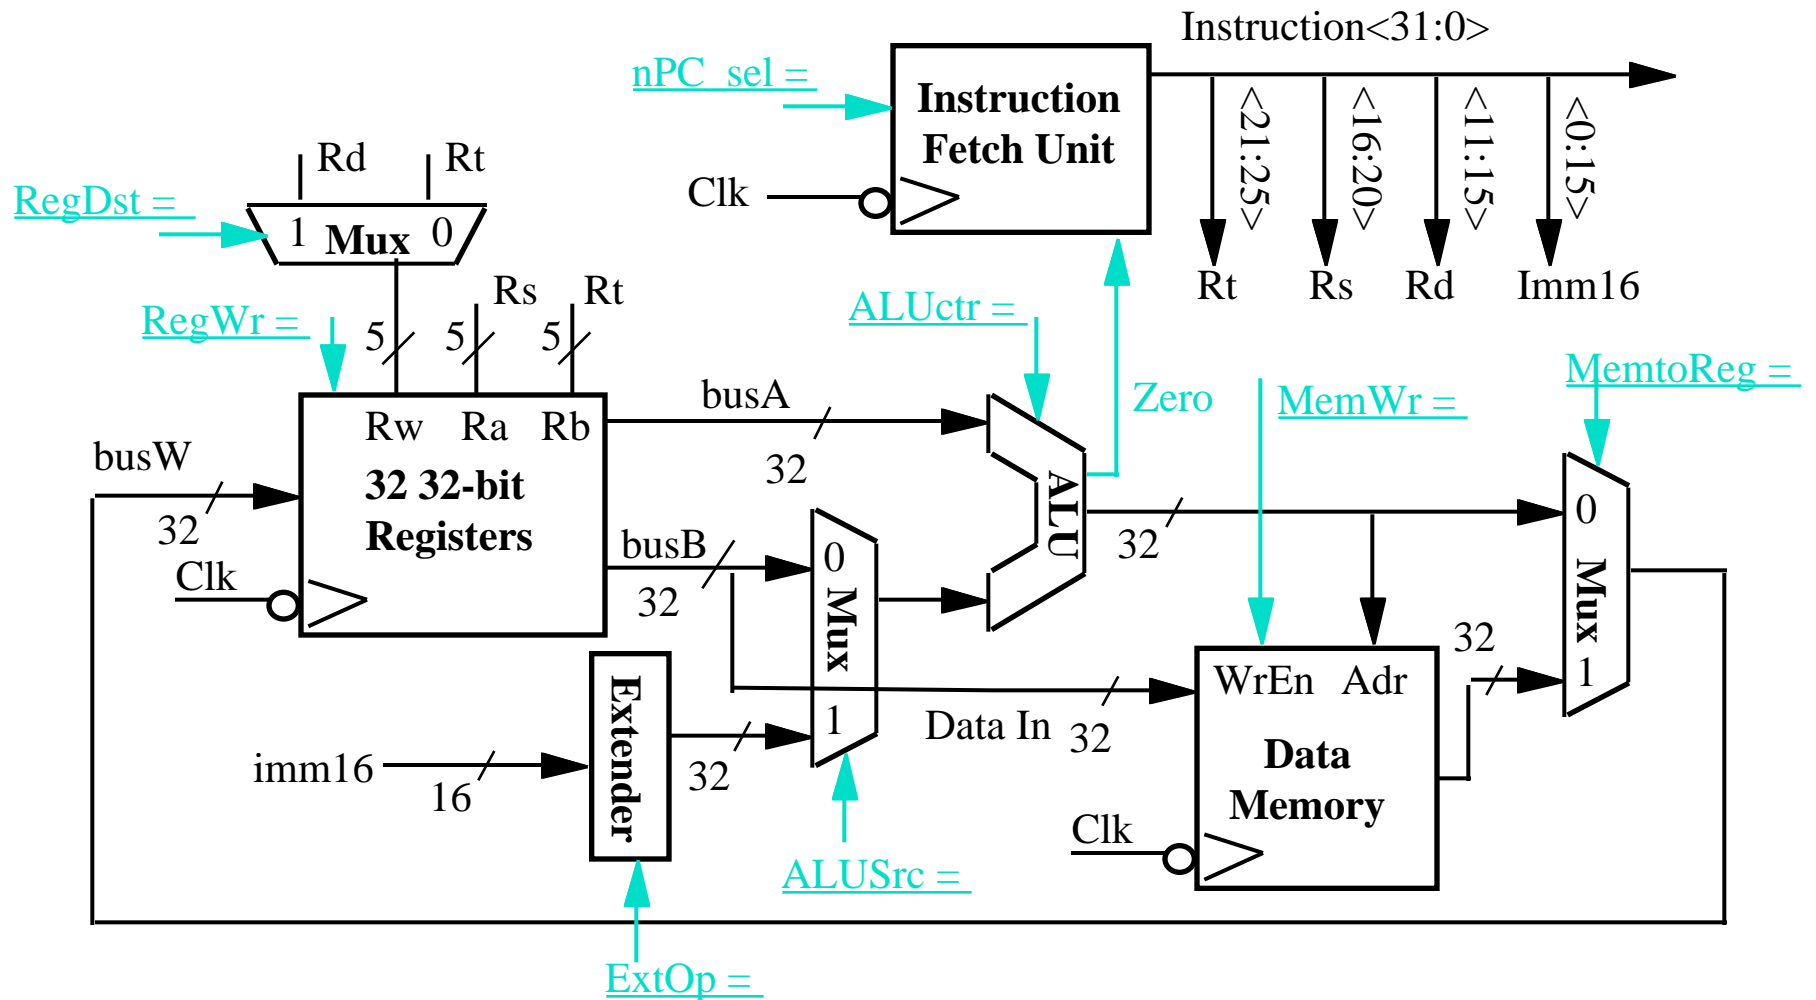 Instruction<31:0>
nPC_sel =
Instruction
Fetch Unit
Clk
<21:25>
<16:20>
<11:15>
<0:15>
Rt
Rs
Rd
Imm16
Rd
Rt
RegDst =
1
Mux
0
RegWr =
5
5
5
Rs
Rt
ALUctr =
Zero
MemWr =
MemtoReg =
busW
32
Rw
Ra
Rb
32 32-bit
Registers
Clk
busA
32
busB
32
0
Mux
1
ALU
32
0
Mux
1
32
WrEn
Adr
Data In
32
Data
Memory
Clk
imm16
16
Extender
32
ALUSrc =
ExtOp =